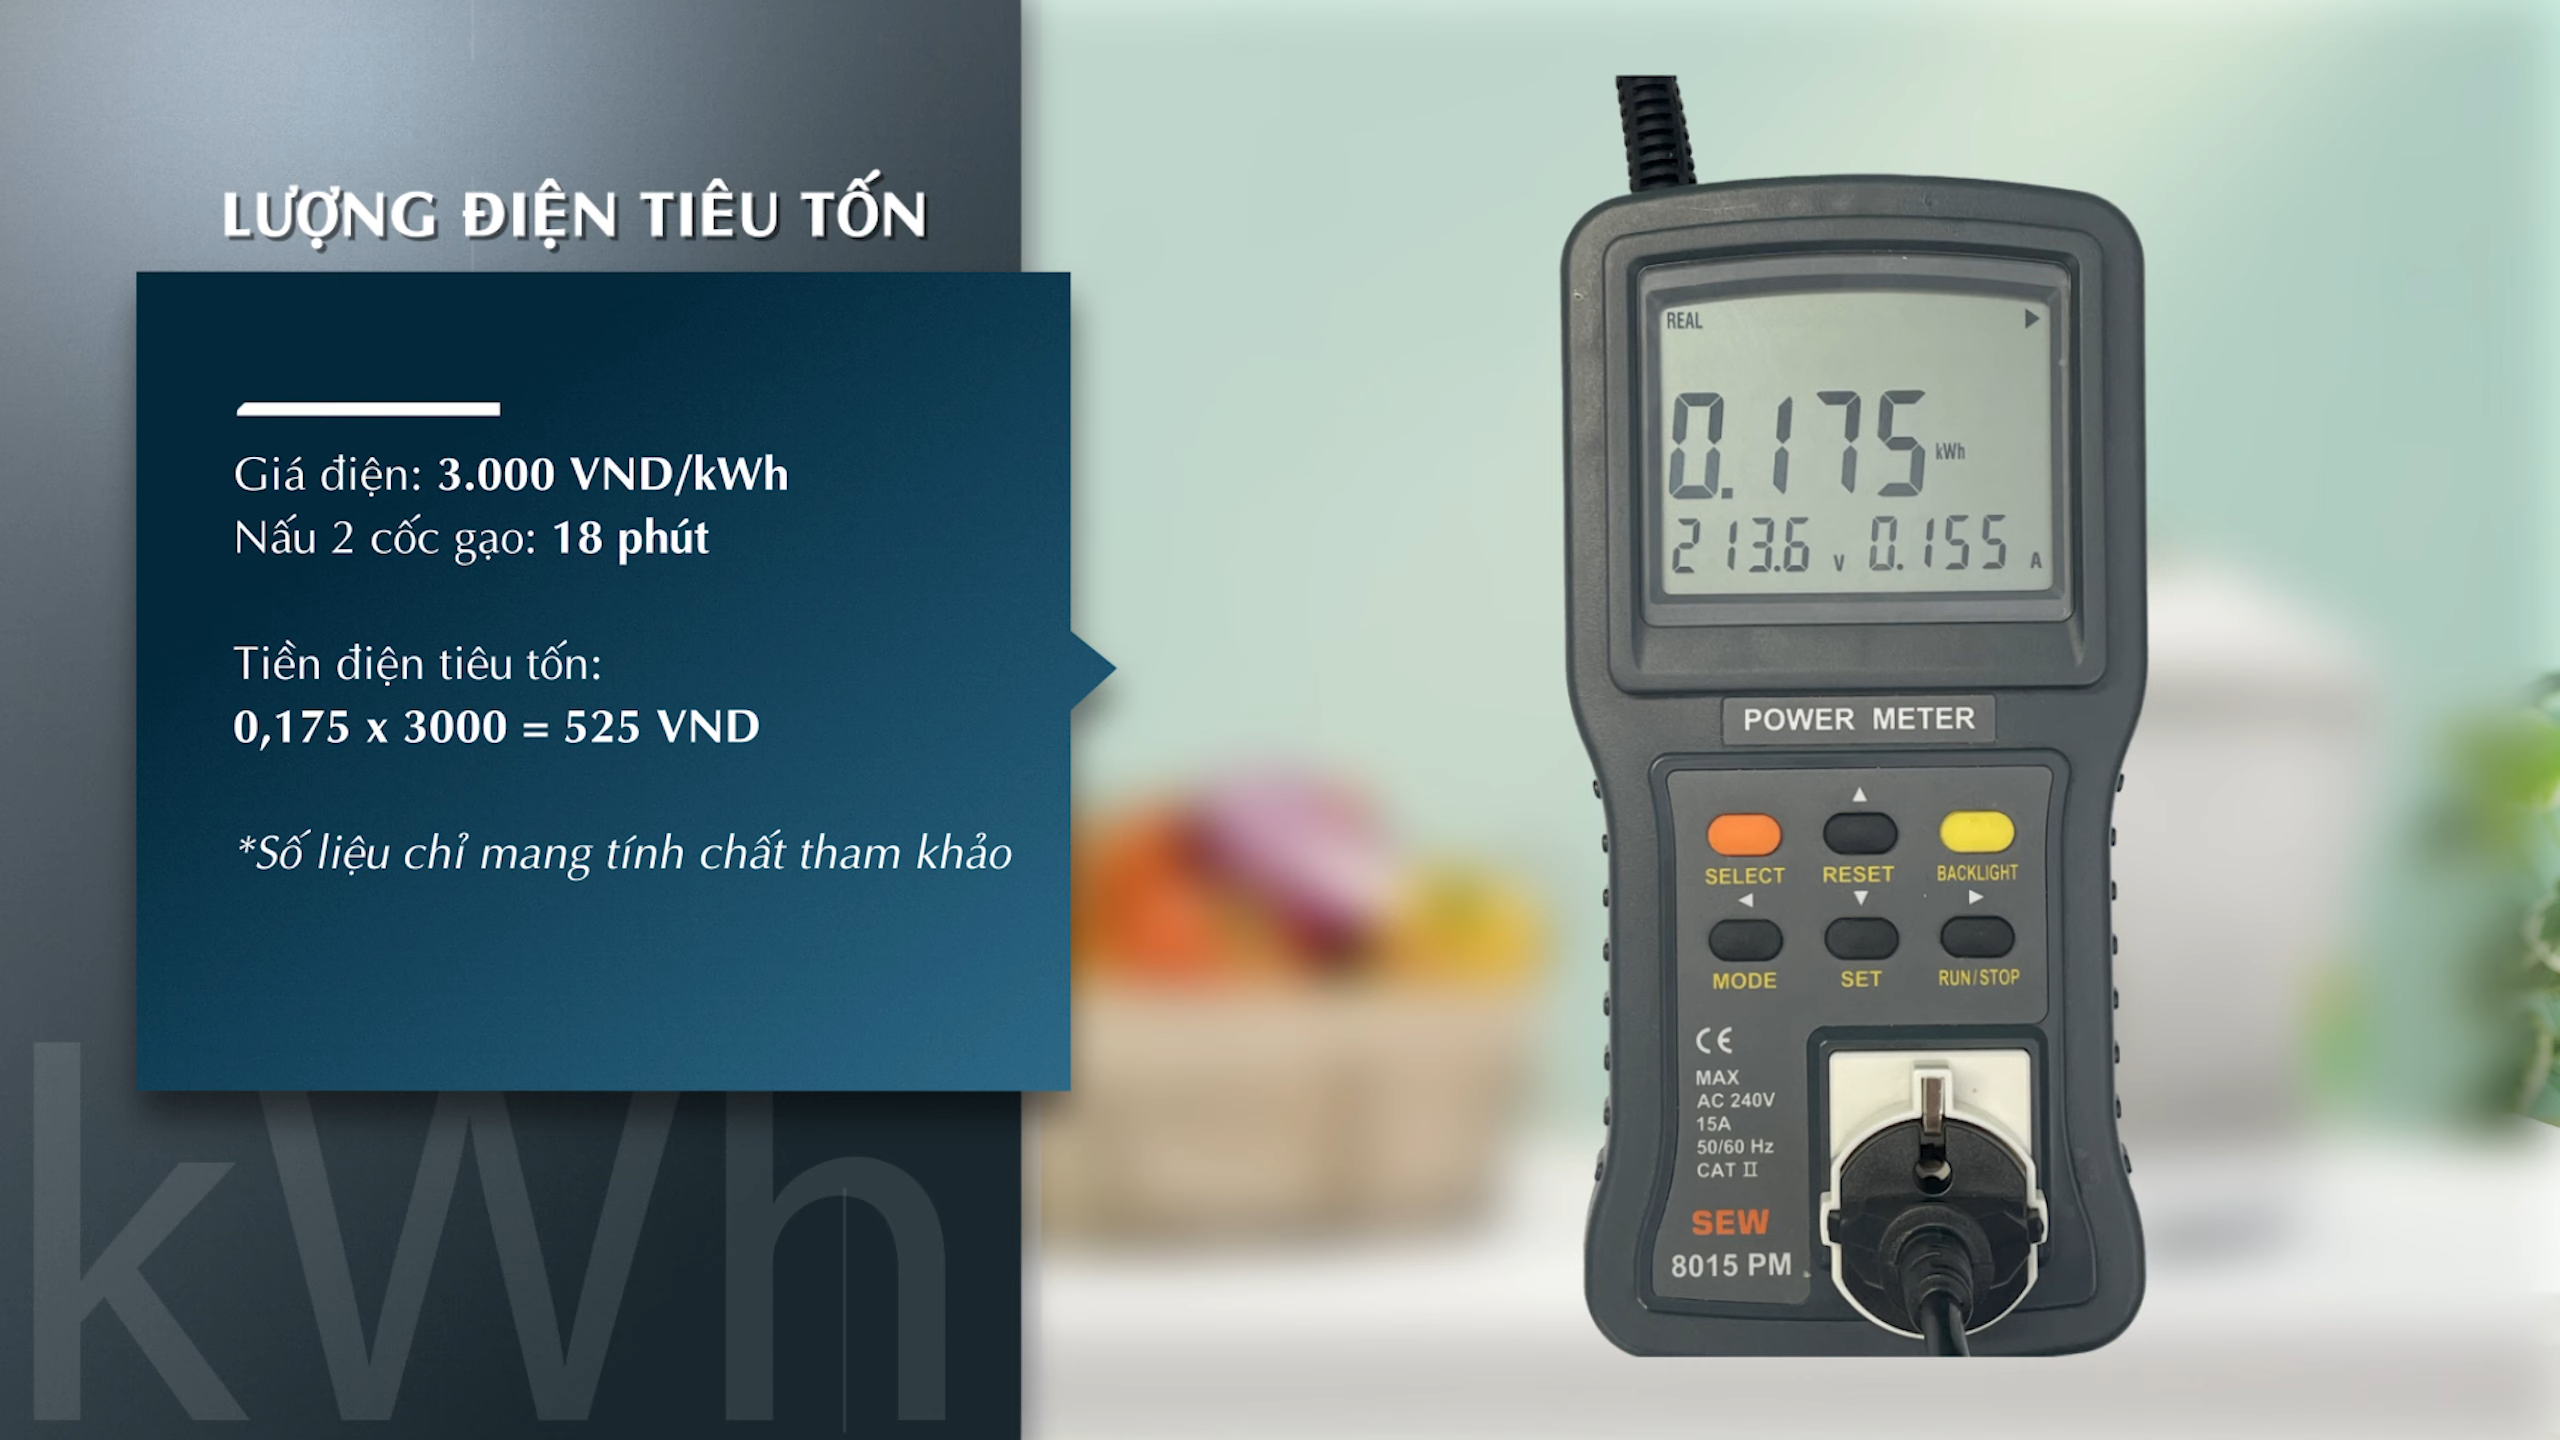 LƯỢNG ĐIỆN TIÊU TỐN
Giá điện: 3.000 VND/kWh
Nấu 2 cốc gạo: 18 phút
Tiền điện tiêu tốn:
0,175 x 3000 = 525 VND
*Số liệu chỉ mang tính chất tham khảo
kWh
REAL
0.175 kWh
213.6 V 0.155 A
POWER METER
SELECT RESET BACKLIGHT
MODE SET RUN/STOP
CE
MAX
AC 240V
15A
50/60 Hz
CAT II
SEW
8015 PM